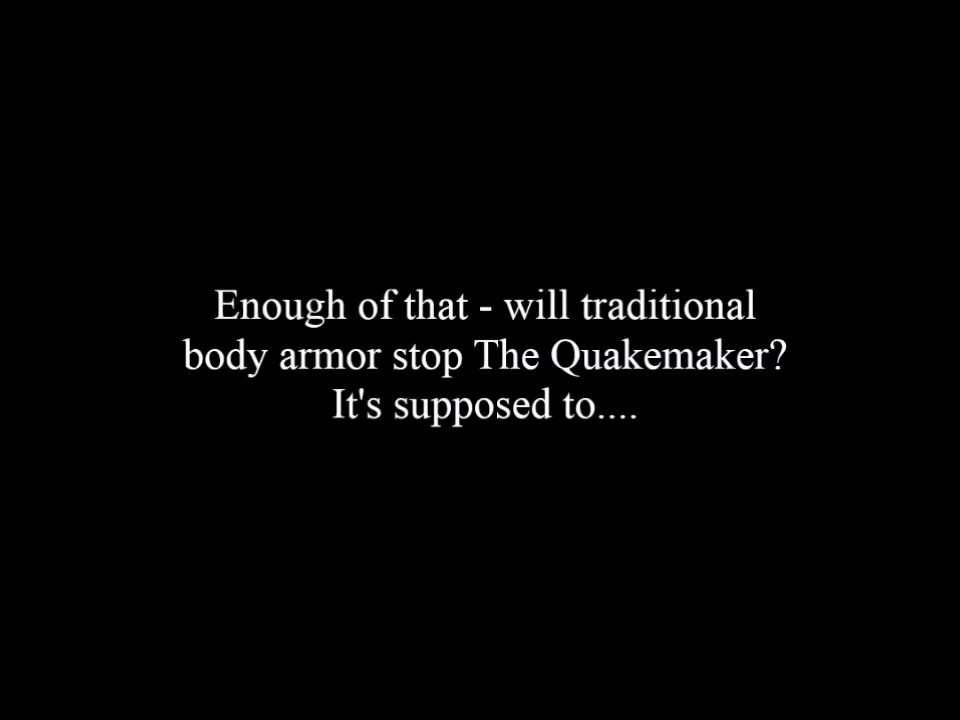 Enough of that - will traditional
body armor stop The Quakemaker?
It's supposed to....